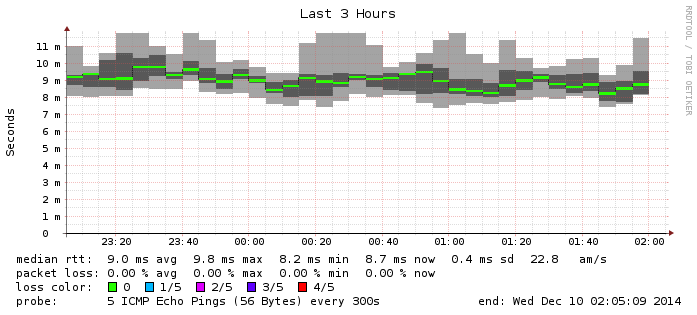 Last 3 Hours
RRDTOOL / TOBI OETIKER
Seconds
11 m
10 m
9 m
8 m
7 m
6 m
5 m
4 m
3 m
2 m
1 m
0
23:20 23:40 00:00 00:20 00:40 01:00 01:20 01:40 02:00
median rtt: 9.0 ms avg 9.8 ms max 8.2 ms min 8.7 ms now 0.4 ms sd 22.8 am/s
packet loss: 0.00 % avg 0.00 % max 0.00 % min 0.00 % now
loss color: 0 1/5 2/5 3/5 4/5
probe: 5 ICMP Echo Pings (56 Bytes) every 300s end: Wed Dec 10 02:05:09 2014